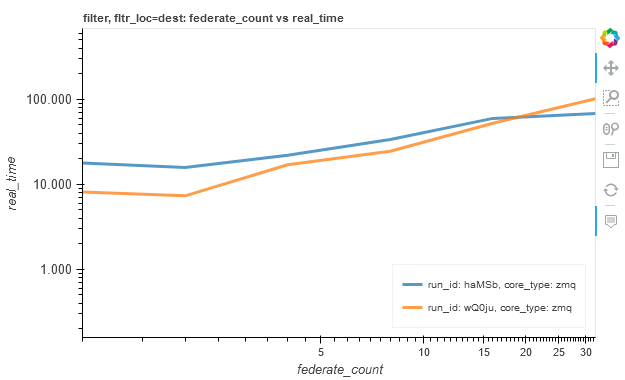 filter, fltr_loc=dest: federate_count vs real_time
100.000
10.000
1.000
real_time
run_id: haMSb, core_type: zmq
run_id: wQ0ju, core_type: zmq
5 10 15 20 25 30
federate_count